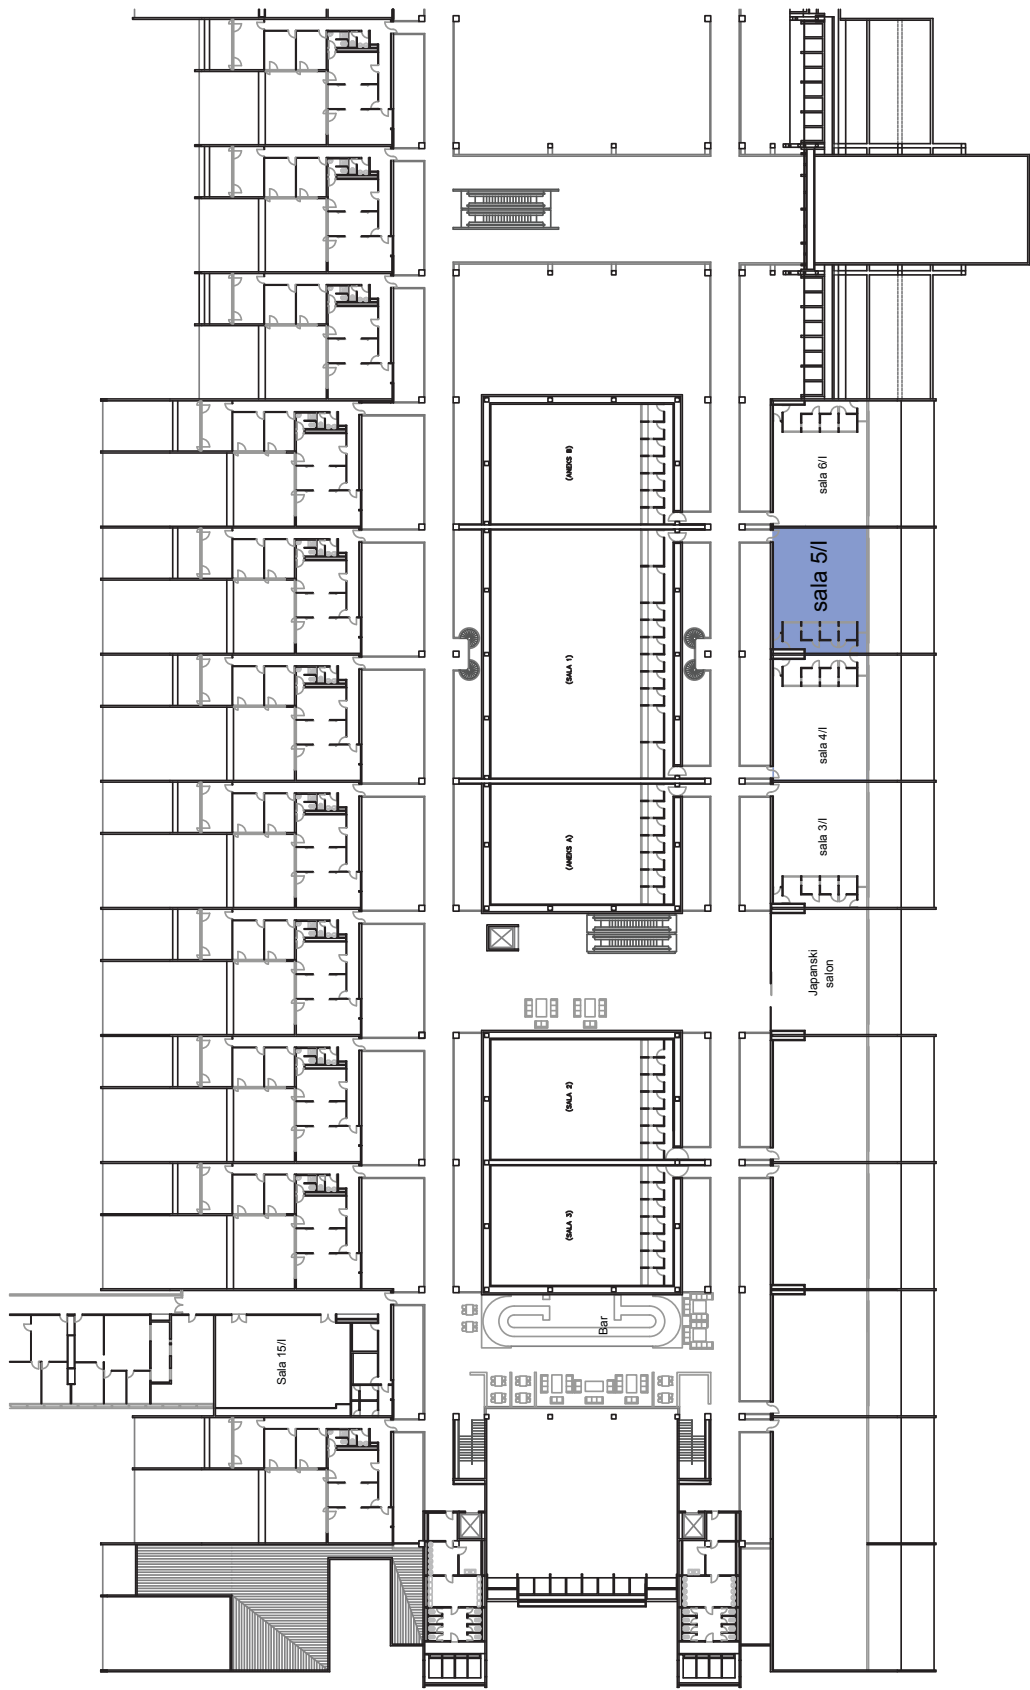 (ANEKS B)
sala 6/I
sala 5/I
(SALA 1)
sala 4/I
(ANEKS A)
sala 3/I
Japanski
salon
(SALA 2)
(SALA 3)
Bar
Sala 15/I